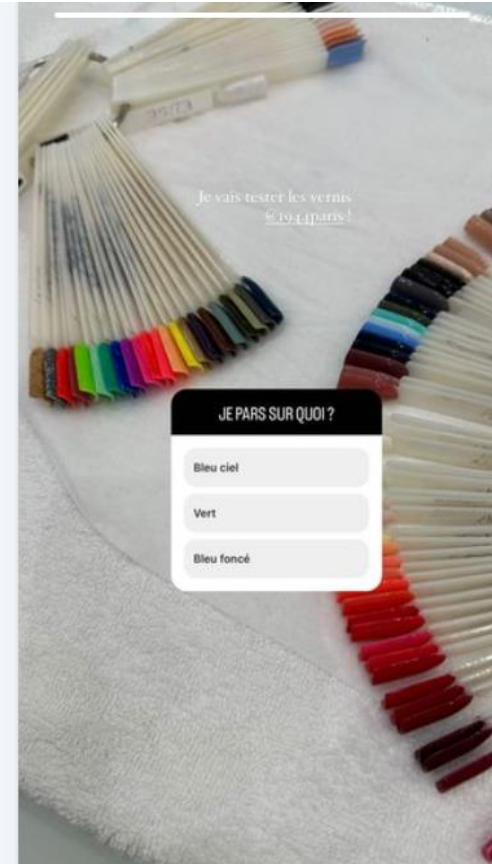 Je vais tester les vernis
@1944paris !
JE PARS SUR QUOI ?
Bleu ciel
Vert
Bleu foncé